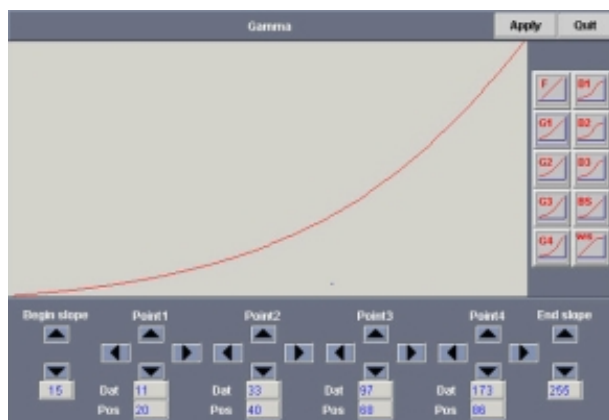 Gamma Apply Quit
F B1
G1 B2
G2 B3
G3 B5
G4
Begin slope Point1 Point2 Point3 Point4 End slope
15 Dat 11 Dat 33 Dat 97 Dat 173 255
Pos 20 Pos 40 Pos 68 Pos 86